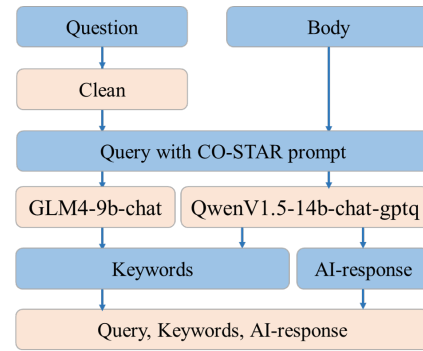 Question
Body
Clean
Query with CO-STAR prompt
GLM4-9b-chat
QwenV1.5-14b-chat-gptq
Keywords
AI-response
Query, Keywords, AI-response